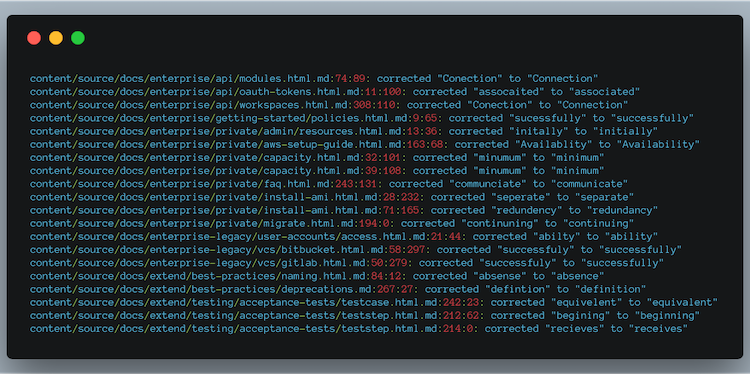 content/source/docs/enterprise/api/modules.html.md:74:89: corrected "Conection" to "Connection"
content/source/docs/enterprise/api/oauth-tokens.html.md:11:100: corrected "assocaited" to "associated"
content/source/docs/enterprise/api/workspaces.html.md:308:110: corrected "Conection" to "Connection"
content/source/docs/enterprise/getting-started/policies.html.md:9:65: corrected "sucessfully" to "successfully"
content/source/docs/enterprise/private/admin/resources.html.md:13:36: corrected "initally" to "initially"
content/source/docs/enterprise/private/aws-setup-guide.html.md:163:68: corrected "Availablity" to "Availability"
content/source/docs/enterprise/private/capacity.html.md:32:101: corrected "minumum" to "minimum"
content/source/docs/enterprise/private/capacity.html.md:39:108: corrected "minumum" to "minimum"
content/source/docs/enterprise/private/faq.html.md:243:131: corrected "communciate" to "communicate"
content/source/docs/enterprise/private/install-ami.html.md:28:232: corrected "seperate" to "separate"
content/source/docs/enterprise/private/install-ami.html.md:71:165: corrected "redundency" to "redundancy"
content/source/docs/enterprise/private/migrate.html.md:194:0: corrected "continuning" to "continuing"
content/source/docs/enterprise-legacy/user-accounts/access.html.md:21:44: corrected "abilty" to "ability"
content/source/docs/enterprise-legacy/vcs/bitbucket.html.md:58:297: corrected "successfuly" to "successfully"
content/source/docs/enterprise-legacy/vcs/gitlab.html.md:50:279: corrected "successfuly" to "successfully"
content/source/docs/extend/best-practices/naming.html.md:84:12: corrected "absense" to "absence"
content/source/docs/extend/best-practices/deprecations.md:267:27: corrected "defintion" to "definition"
content/source/docs/extend/testing/acceptance-tests/testcase.html.md:242:23: corrected "equivelent" to "equivalent"
content/source/docs/extend/testing/acceptance-tests/teststep.html.md:212:62: corrected "begining" to "beginning"
content/source/docs/extend/testing/acceptance-tests/teststep.html.md:214:0: corrected "recieves" to "receives"